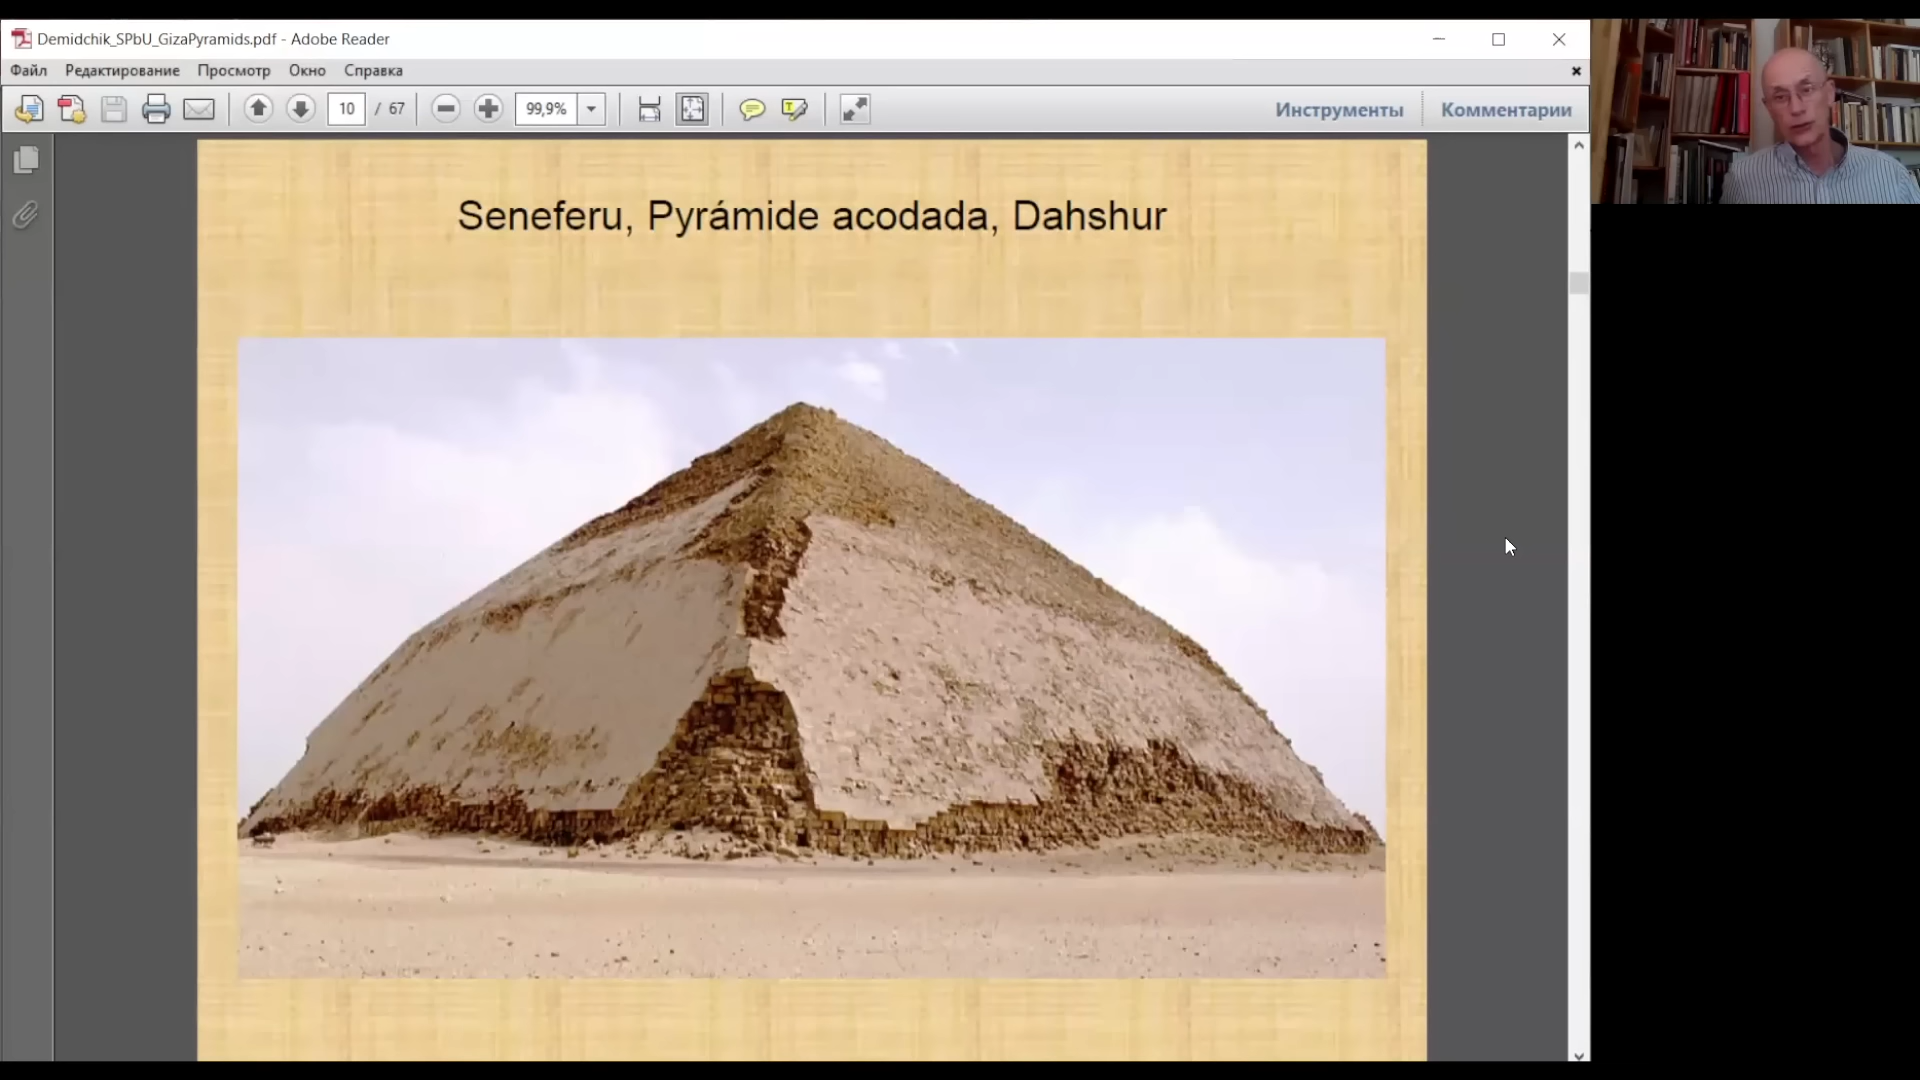 Demidchik_SPbU_GizaPyramids.pdf - Adobe Reader
Файл Редактирование Просмотр Окно Справка
10 / 67 99,9% Инструменты Комментарии
Seneferu, Pyrámide acodada, Dahshur